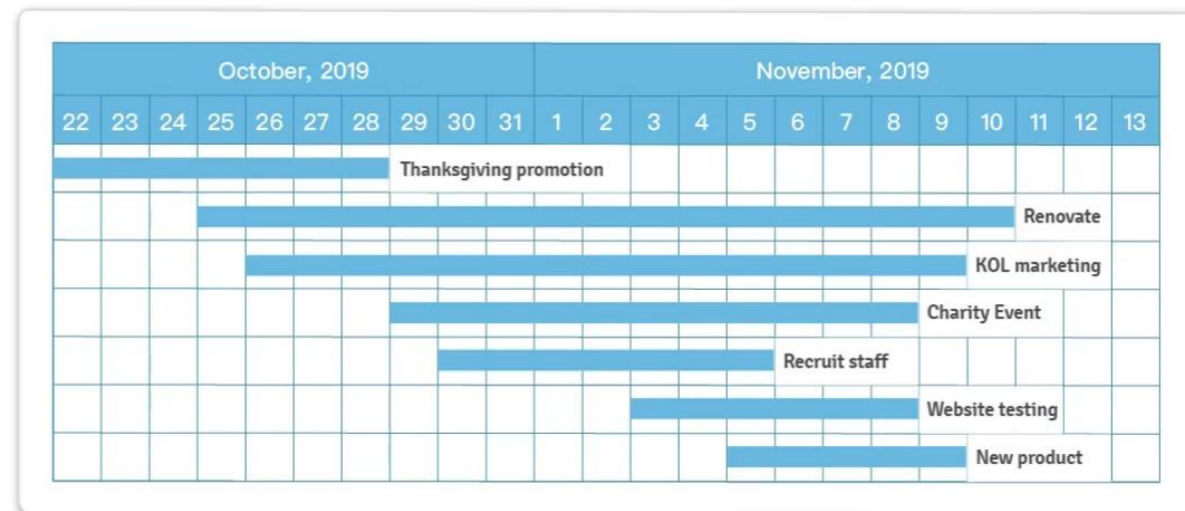 October, 2019 November, 2019
22 23 24 25 26 27 28 29 30 31 1 2 3 4 5 6 7 8 9 10 11 12 13
Thanksgiving promotion
Renovate
KOL marketing
Charity Event
Recruit staff
Website testing
New product